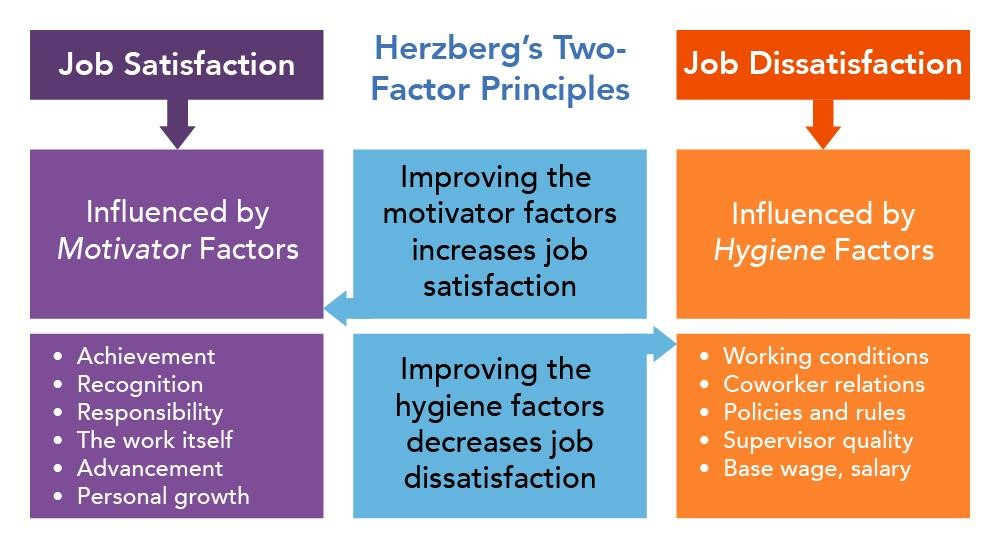 Job Satisfaction
Herzberg's Two-
Factor Principles
Job Dissatisfaction
Influenced by
Motivator Factors
Improving the
motivator factors
increases job
satisfaction
Influenced by
Hygiene Factors
• Achievement
• Recognition
• Responsibility
• The work itself
• Advancement
• Personal growth
Improving the
hygiene factors
decreases job
dissatisfaction
• Working conditions
• Coworker relations
• Policies and rules
• Supervisor quality
• Base wage, salary